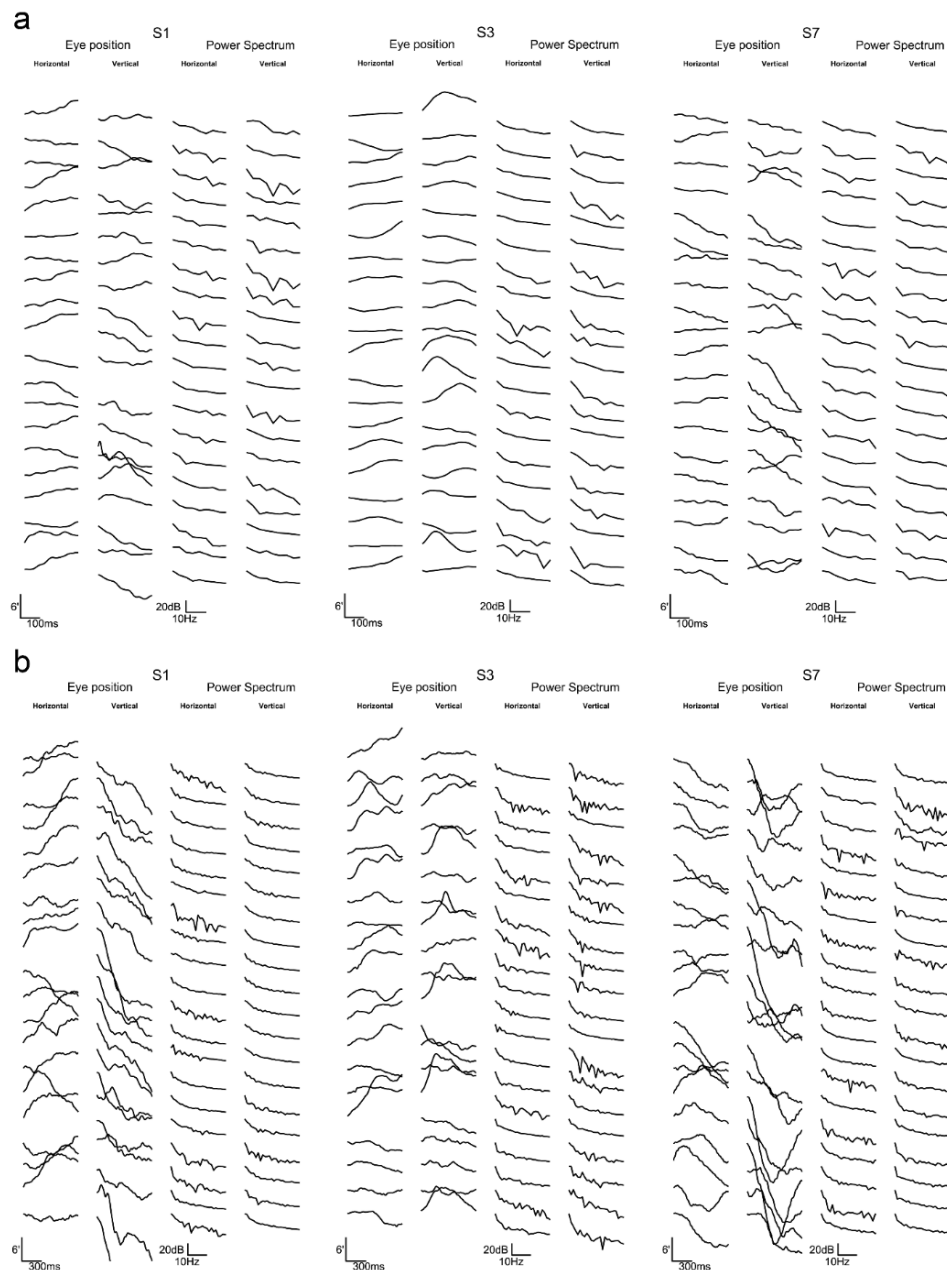 a
S1 S3 S7
Eye position Power Spectrum Eye position Power Spectrum Eye position Power Spectrum
Horizontal Vertical Horizontal Vertical Horizontal Vertical Horizontal Vertical Horizontal Vertical Horizontal Vertical
6' 20dB 6' 20dB 6' 20dB
100ms 10Hz 100ms 10Hz 100ms 10Hz
b
S1 S3 S7
Eye position Power Spectrum Eye position Power Spectrum Eye position Power Spectrum
Horizontal Vertical Horizontal Vertical Horizontal Vertical Horizontal Vertical Horizontal Vertical Horizontal Vertical
6' 20dB 6' 20dB 6' 20dB
300ms 10Hz 300ms 10Hz 300ms 10Hz